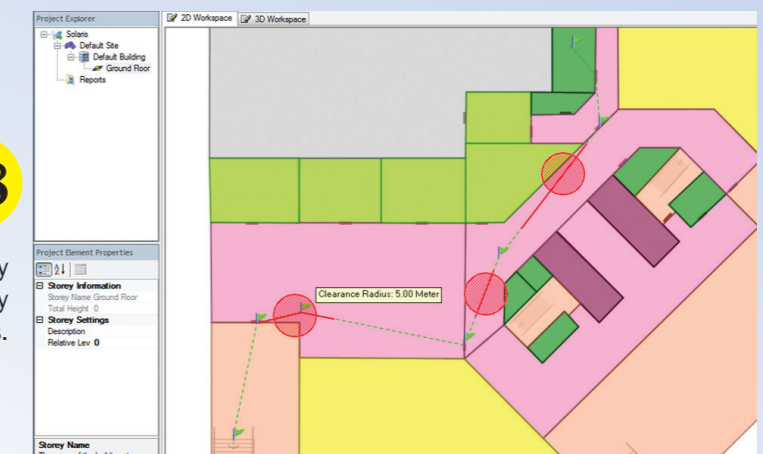 Project Explorer
2D Workspace
3D Workspace
Solaris
Default Site
Default Building
Ground Floor
Reports
y
y
s.
Project Element Properties
Storey Information
Storey Name Ground Floor
Total Height 0
Storey Settings
Description
Relative Lev 0
Clearance Radius: 5.00 Meter
Storey Name